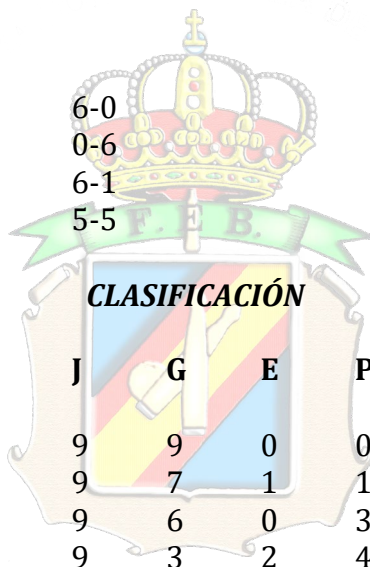 6-0
0-6
6-1
5-5
F. E. B.
CLASIFICACIÓN
J G E P
9 9 0 0
9 7 1 1
9 6 0 3
9 3 2 4